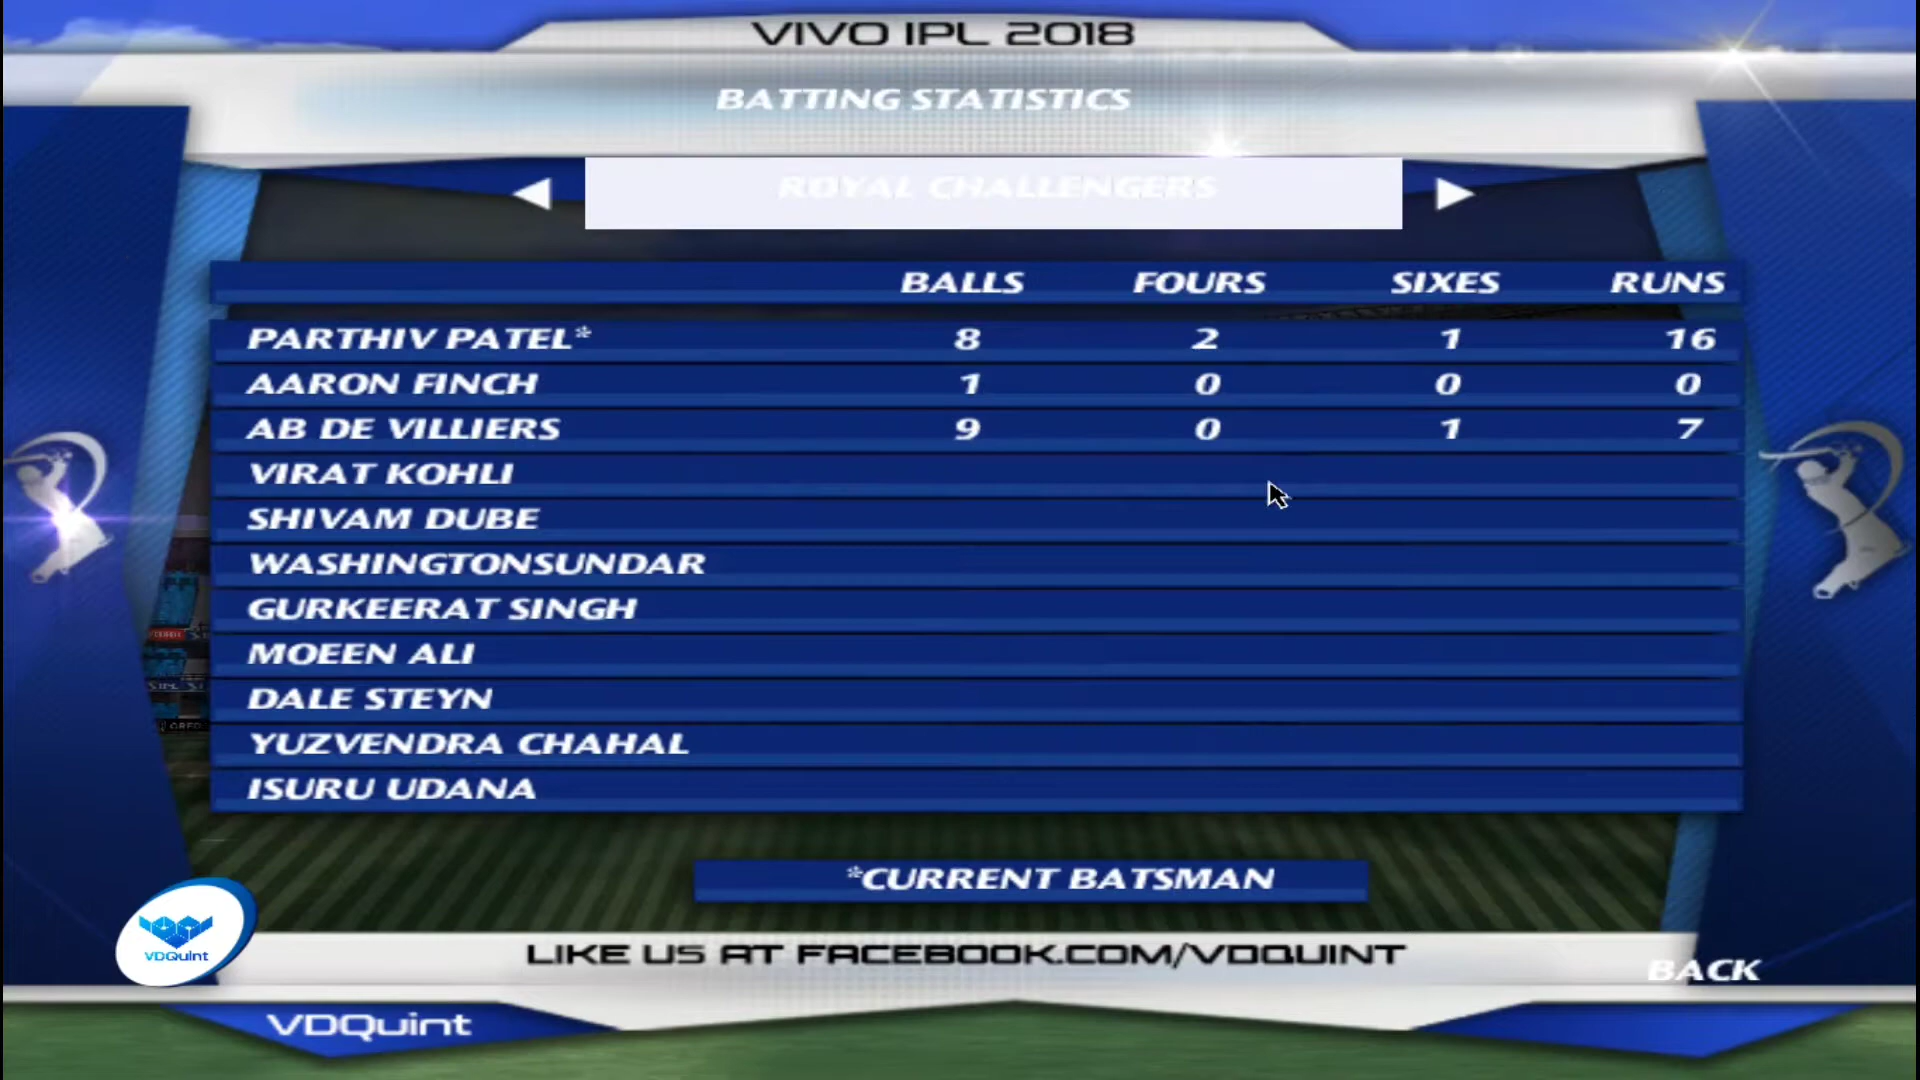 VIVO IPL 2018
BATTING STATISTICS
ROYAL CHALLENGERS
BALLS FOURS SIXES RUNS
PARTHIV PATEL* 8 2 1 16
AARON FINCH 1 0 0 0
AB DE VILLIERS 9 0 1 7
VIRAT KOHLI
SHIVAM DUBE
WASHINGTONSUNDAR
GURKEERAT SINGH
MOEEN ALI
DALE STEYN
YUZVENDRA CHAHAL
ISURU UDANA
*CURRENT BATSMAN
VDQuint
LIKE US AT FACEBOOK.COM/VDQUINT
BACK
VDQuint